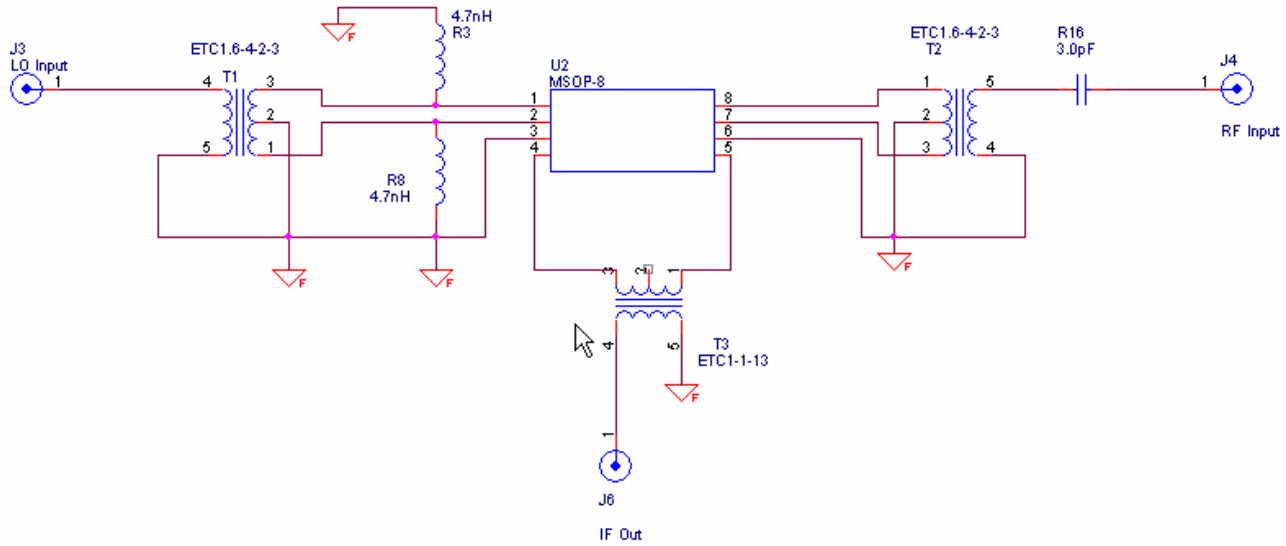 4.7nH
R3
F
J3
LO Input
1
ETC1.6-4-2-3
T1
4
5
3
2
1
R8
4.7nH
F
F
U2
MSOP-8
1
2
3
4
8
7
6
5
ETC1.6-4-2-3
T2
1
2
3
5
4
F
R16
3.0pF
J4
1
RF Input
3
2
1
4
5
T3
ETC1-1-13
F
1
J6
IF Out